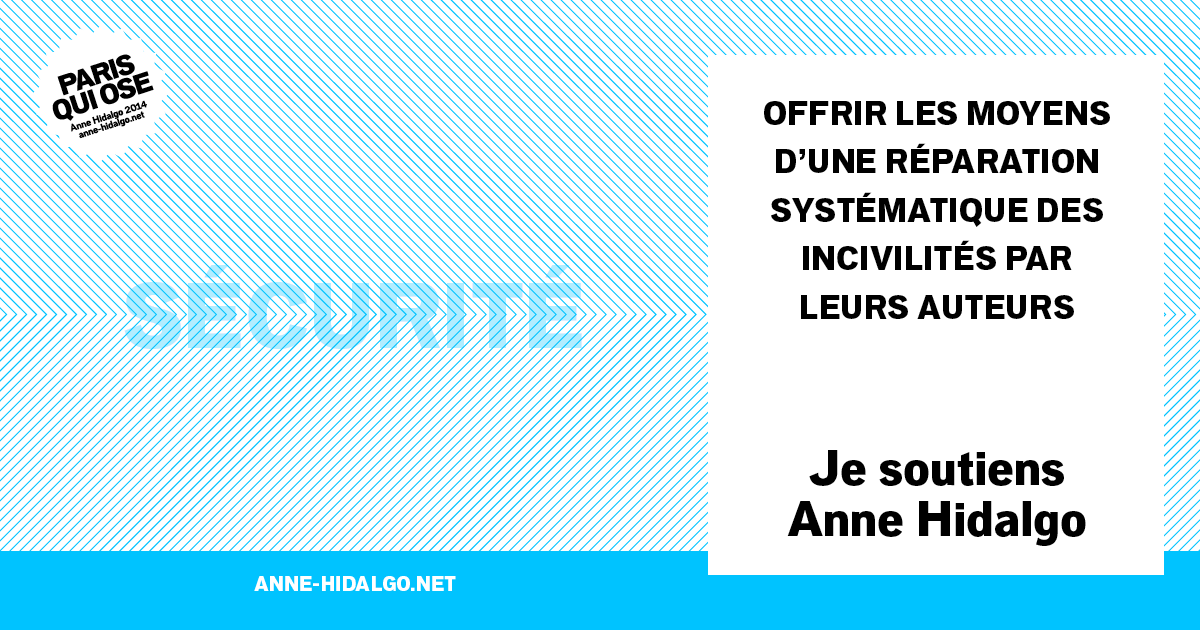 PARIS
QUI OSE
Anne Hidalgo 2014
anne-hidalgo.net
SÉCURITÉ
OFFRIR LES MOYENS
D’UNE RÉPARATION
SYSTÉMATIQUE DES
INCIVILITÉS PAR
LEURS AUTEURS
Je soutiens
Anne Hidalgo
ANNE-HIDALGO.NET